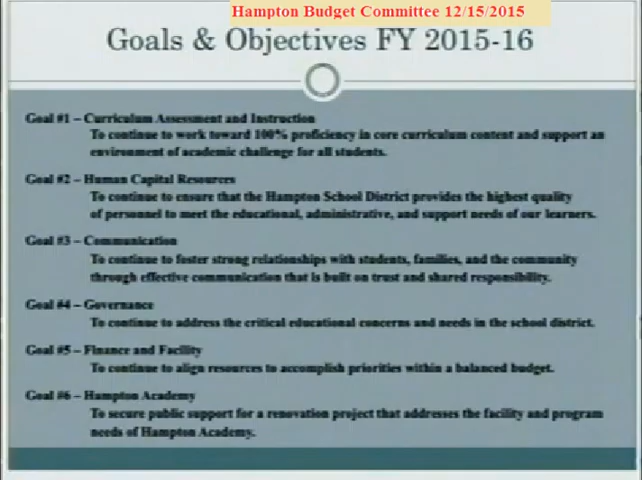 Hampton Budget Committee 12/15/2015
Goals & Objectives FY 2015-16
Goal #1 – Curriculum Assessment and Instruction
To continue to work toward 100% proficiency in core curriculum content and support an
environment of academic challenge for all students.
Goal #2 – Human Capital Resources
To continue to ensure that the Hampton School District provides the highest quality
of personnel to meet the educational, administrative, and support needs of our learners.
Goal #3 – Communication
To continue to foster strong relationships with students, families, and the community
through effective communication that is built on trust and shared responsibility.
Goal #4 – Governance
To continue to address the critical educational concerns and needs in the school district.
Goal #5 – Finance and Facility
To continue to align resources to accomplish priorities within a balanced budget.
Goal #6 – Hampton Academy
To secure public support for a renovation project that addresses the facility and program
needs of Hampton Academy.